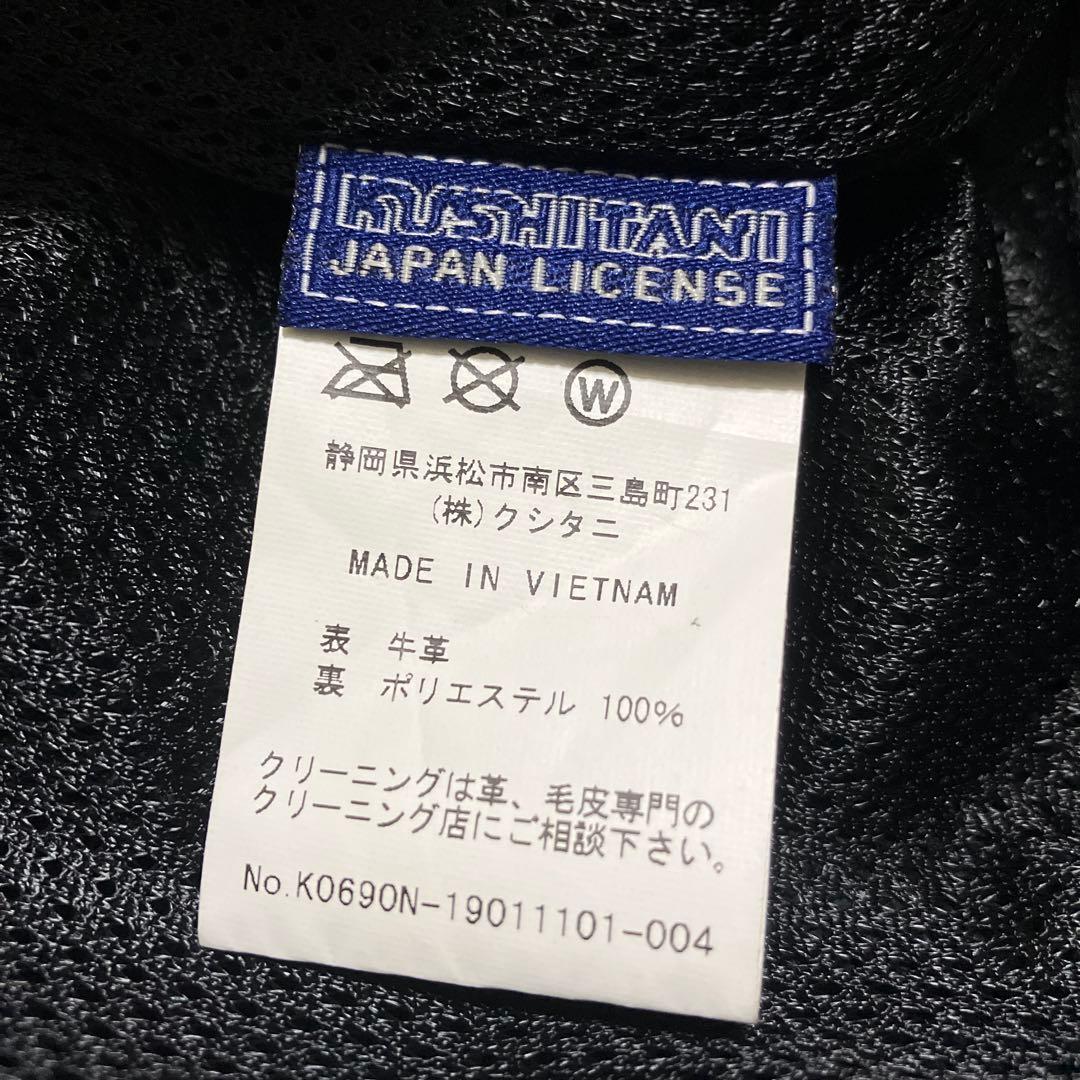 KUSHITANI
JAPAN LICENSE
W
静岡県浜松市南区三島町231
(株)クシタニ
MADE IN VIETNAM
表 牛革
裏 ポリエステル 100%
クリーニングは革、毛皮専門の
クリーニング店にご相談下さい。
No.K0690N-19011101-004